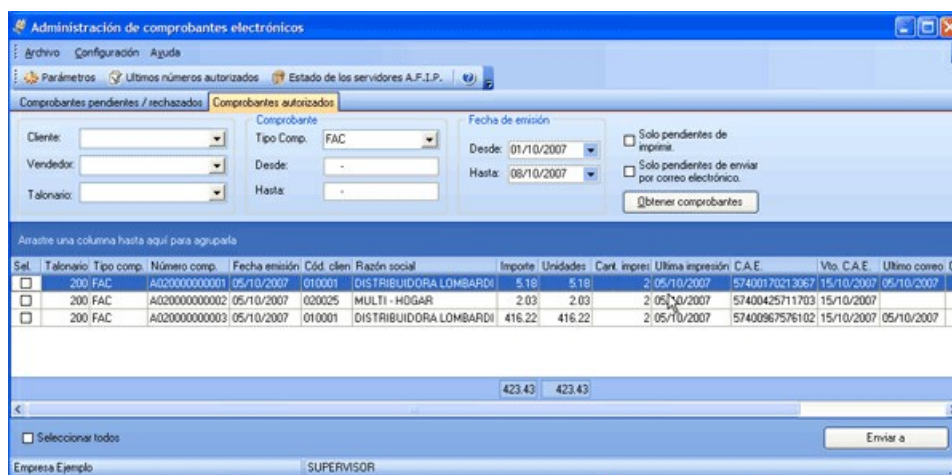 Administración de comprobantes electrónicos
Archivo Configuración Ayuda
Parámetros Ultimos números autorizados Estado de los servidores A.F.I.P.
Comprobantes pendientes / rechazados Comprobantes autorizados
Comprobante Fecha de emisión
Cliente: Tipo Comp. FAC Desde: 01/10/2007 Solo pendientes de imprimir.
Vendedor: Desde: - Hasta: 08/10/2007 Solo pendientes de enviar por correo electrónico.
Talonario: Hasta: - Obtener comprobantes
Arrastre una columna hasta aquí para agruparla
Sel. Talonario Tipo comp. Número comp. Fecha emisión Cód. clien Razón social Importe Unidades Cant. impres Ultima impresión C.A.E. Vto. C.A.E. Ultimo correo
200 FAC A020000000001 05/10/2007 010001 DISTRIBUIDORA LOMBARDI 5.18 5.18 2 05/10/2007 57400170213067 15/10/2007 05/10/2007
200 FAC A020000000002 05/10/2007 020025 MULTI - HOGAR 2.03 2.03 2 05/10/2007 57400425711703 15/10/2007
200 FAC A020000000003 05/10/2007 010001 DISTRIBUIDORA LOMBARDI 416.22 416.22 2 05/10/2007 57400967576102 15/10/2007 05/10/2007
423.43 423.43
Seleccionar todos Enviar a
Empresa Ejemplo SUPERVISOR